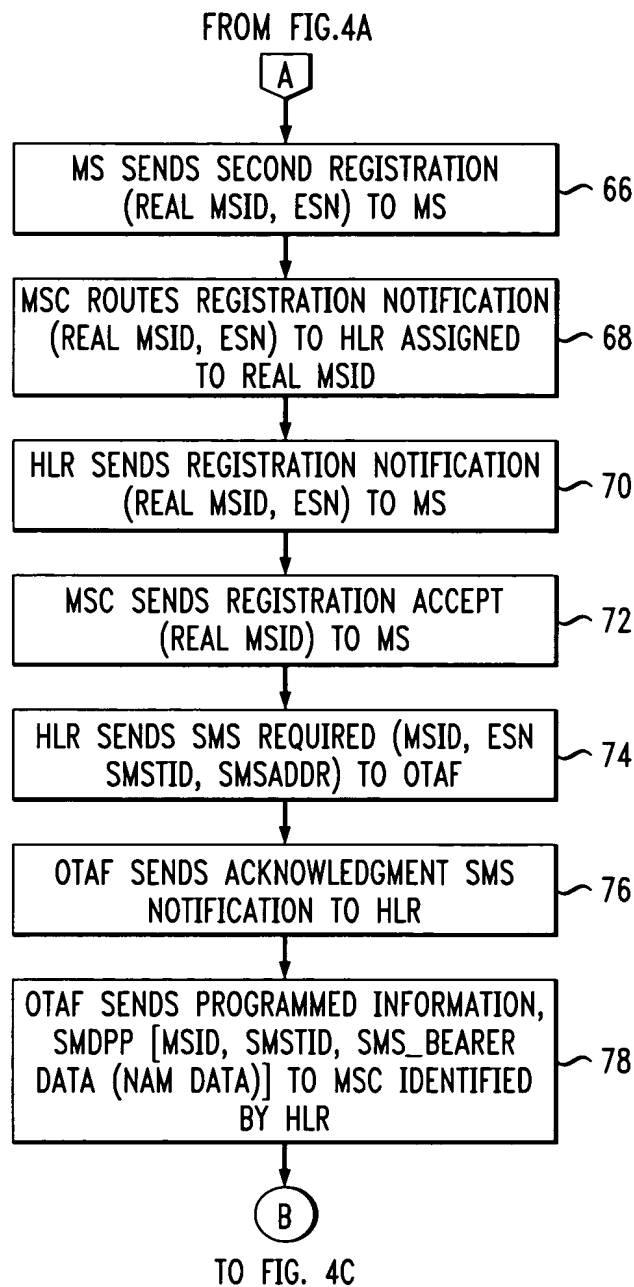 FROM FIG.4A
A
MS SENDS SECOND REGISTRATION
(REAL MSID, ESN) TO MS
66
MSC ROUTES REGISTRATION NOTIFICATION
(REAL MSID, ESN) TO HLR ASSIGNED
TO REAL MSID
68
HLR SENDS REGISTRATION NOTIFICATION
(REAL MSID, ESN) TO MS
70
MSC SENDS REGISTRATION ACCEPT
(REAL MSID) TO MS
72
HLR SENDS SMS REQUIRED (MSID, ESN
SMSTID, SMSADDR) TO OTAF
74
OTAF SENDS ACKNOWLEDGMENT SMS
NOTIFICATION TO HLR
76
OTAF SENDS PROGRAMMED INFORMATION,
SMDPP [MSID, SMSTID, SMS_BEARER
DATA (NAM DATA)] TO MSC IDENTIFIED
BY HLR
78
B
TO FIG. 4C